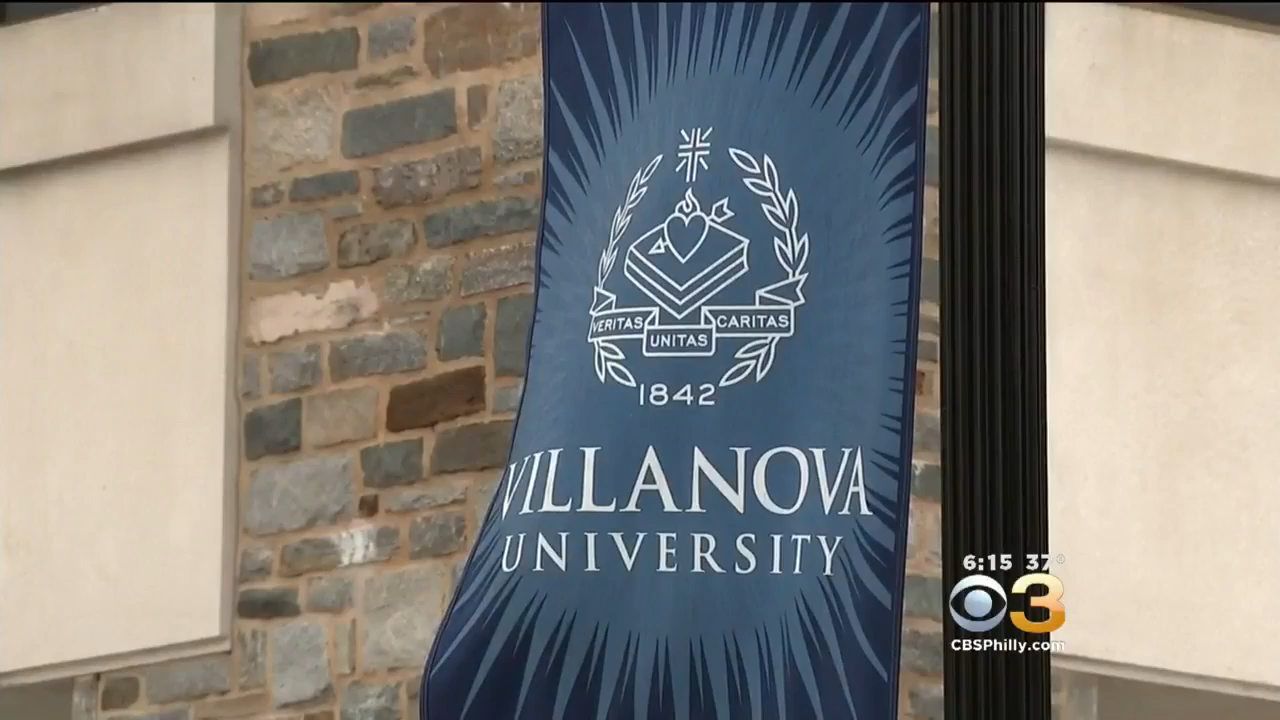 VERITAS
UNITAS
CARITAS
1842
VILLANOVA
UNIVERSITY
6:15 37°
3
CBSPhilly.com